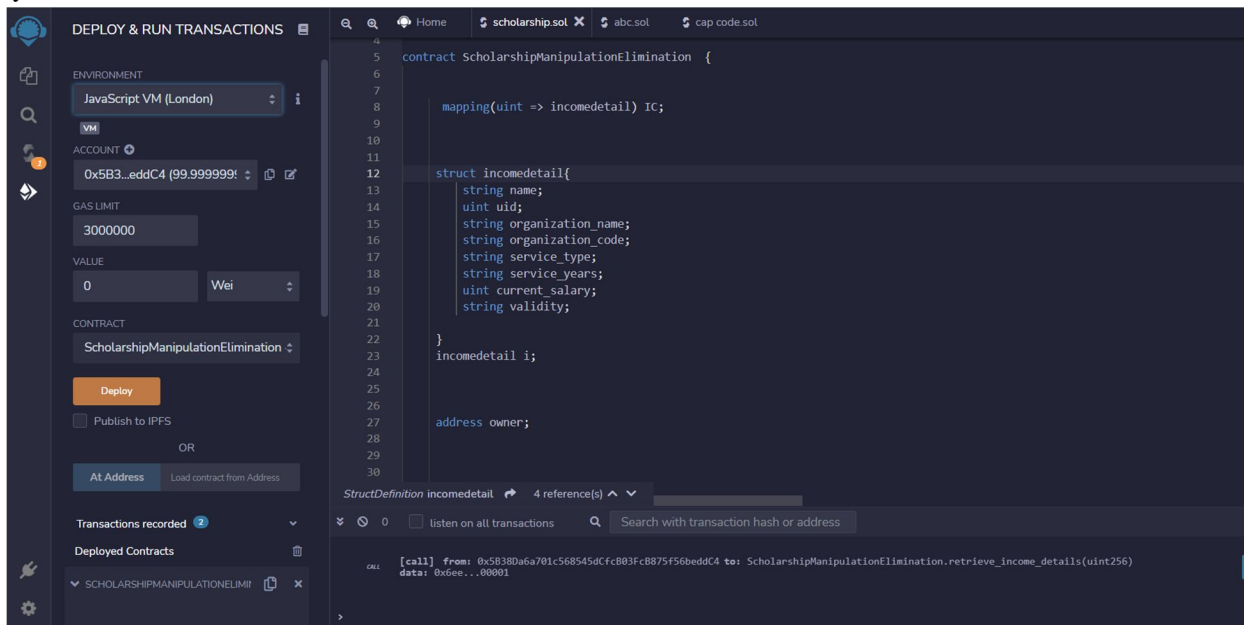 DEPLOY & RUN TRANSACTIONS
ENVIRONMENT
JavaScript VM (London)
VM
ACCOUNT
0x5B3...eddC4 (99.9999999
GAS LIMIT
3000000
VALUE
0 Wei
CONTRACT
ScholarshipManipulationElimination
Deploy
Publish to IPFS
OR
At Address Load contract from Address
Transactions recorded 2
Deployed Contracts
SCHOLARSHIPMANIPULATIONELIMI
1
Home scholarship.sol abc.sol cap code.sol
4
5 contract ScholarshipManipulationElimination {
6
7
8 mapping(uint => incomedetail) IC;
9
10
11
12 struct incomedetail{
13 string name;
14 uint uid;
15 string organization_name;
16 string organization_code;
17 string service_type;
18 string service_years;
19 uint current_salary;
20 string validity;
21
22 }
23 incomedetail i;
24
25
26
27 address owner;
28
29
30
StructDefinition incomedetail 4 reference(s)
0 listen on all transactions Search with transaction hash or address
CALL [call] from: 0x5B38Da6a701c568545dCfcB03FcB875f56beddC4 to: ScholarshipManipulationElimination.retrieve_income_details(uint256)
data: 0x6ee...00001
>